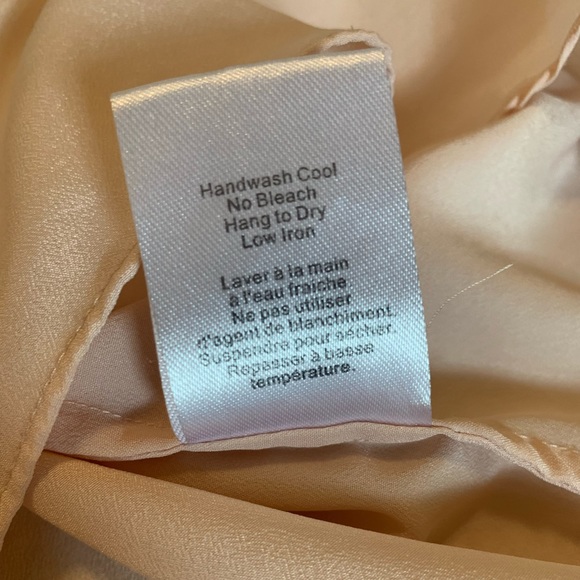 Handwash Cool
No Bleach
Hang to Dry
Low Iron
Laver à la main
à l'eau fraiche
Ne pas utiliser
d'agent de blanchiment.
Suspendre pour sécher.
Repasser à basse
température.